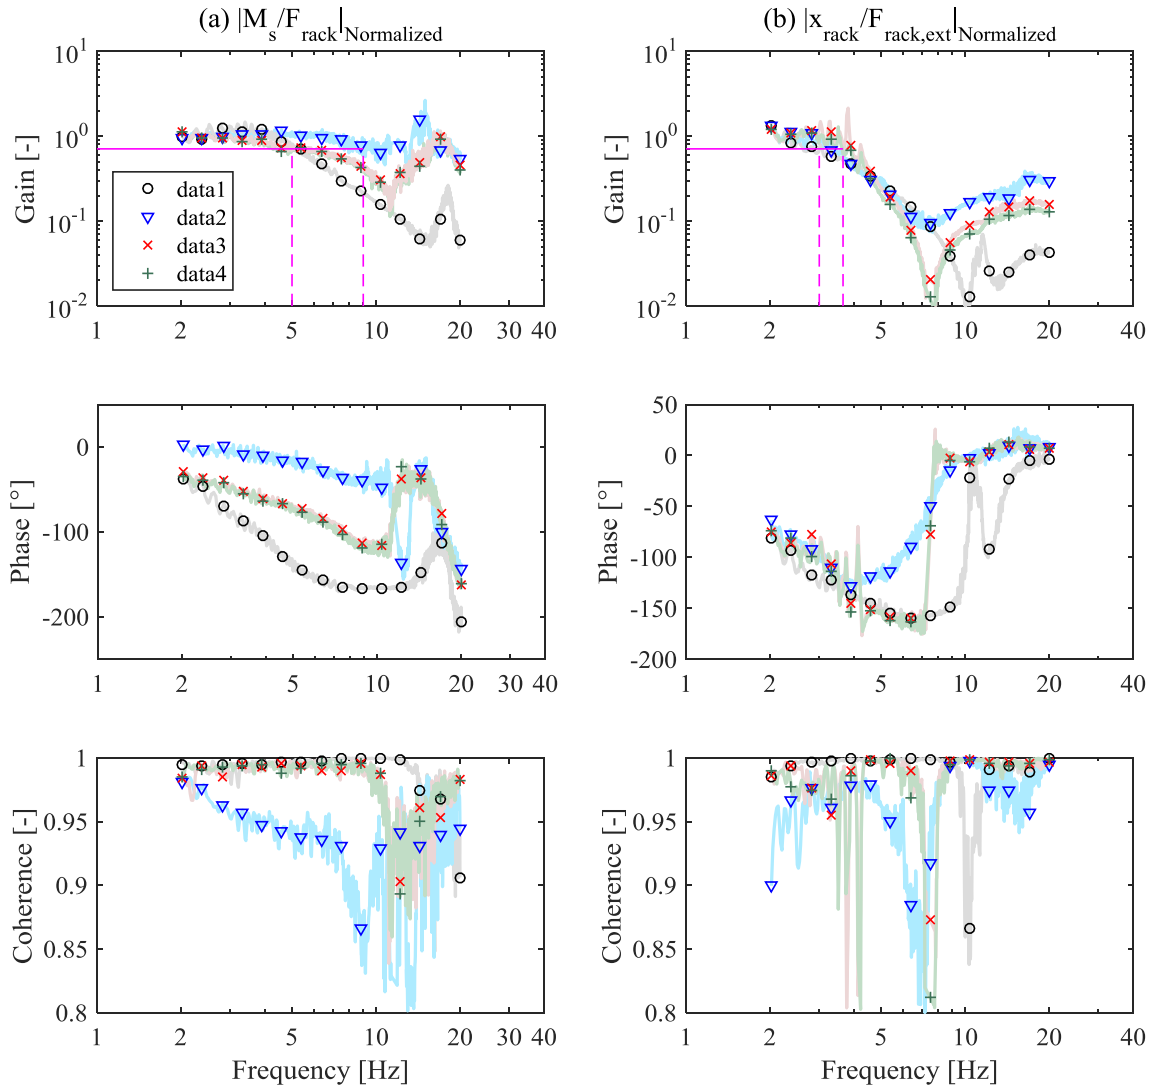 (a) |M_s/F_rack|_Normalized
(b) |x_rack/F_rack,ext|_Normalized
Gain [-]
10^1
10^0
10^-1
10^-2
data1
data2
data3
data4
1 2 5 10 20 30 40
Gain [-]
10^1
10^0
10^-1
10^-2
1 2 5 10 20 40
Phase [°]
0
-100
-200
1 2 5 10 20 30 40
Phase [°]
50
0
-50
-100
-150
-200
1 2 5 10 20 40
Coherence [-]
1
0.95
0.9
0.85
0.8
1 2 5 10 20 30 40
Frequency [Hz]
Coherence [-]
1
0.95
0.9
0.85
0.8
1 2 5 10 20 40
Frequency [Hz]